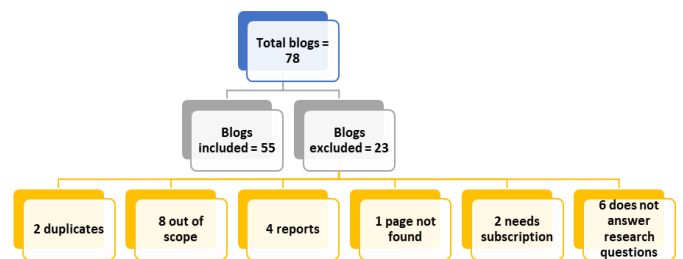 Total blogs =
78
Blogs
included = 55
Blogs
excluded = 23
2 duplicates
8 out of
scope
4 reports
1 page not
found
2 needs
subscription
6 does not
answer
research
questions